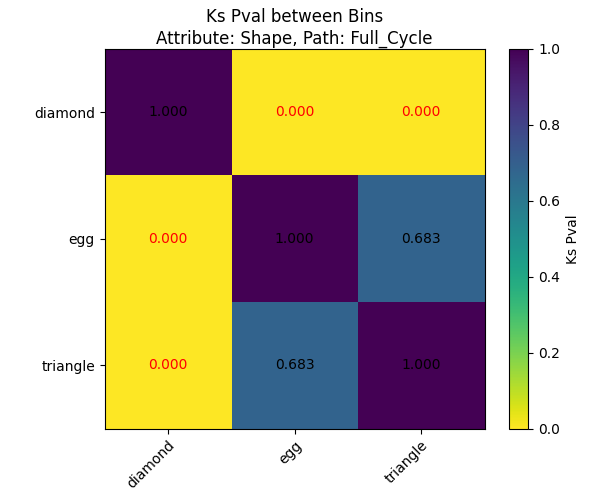 Ks Pval between Bins
Attribute: Shape, Path: Full_Cycle
diamond
1.000
0.000
0.000
egg
0.000
1.000
0.683
triangle
0.000
0.683
1.000
diamond
egg
triangle
1.0
0.8
0.6
0.4
0.2
0.0
Ks Pval